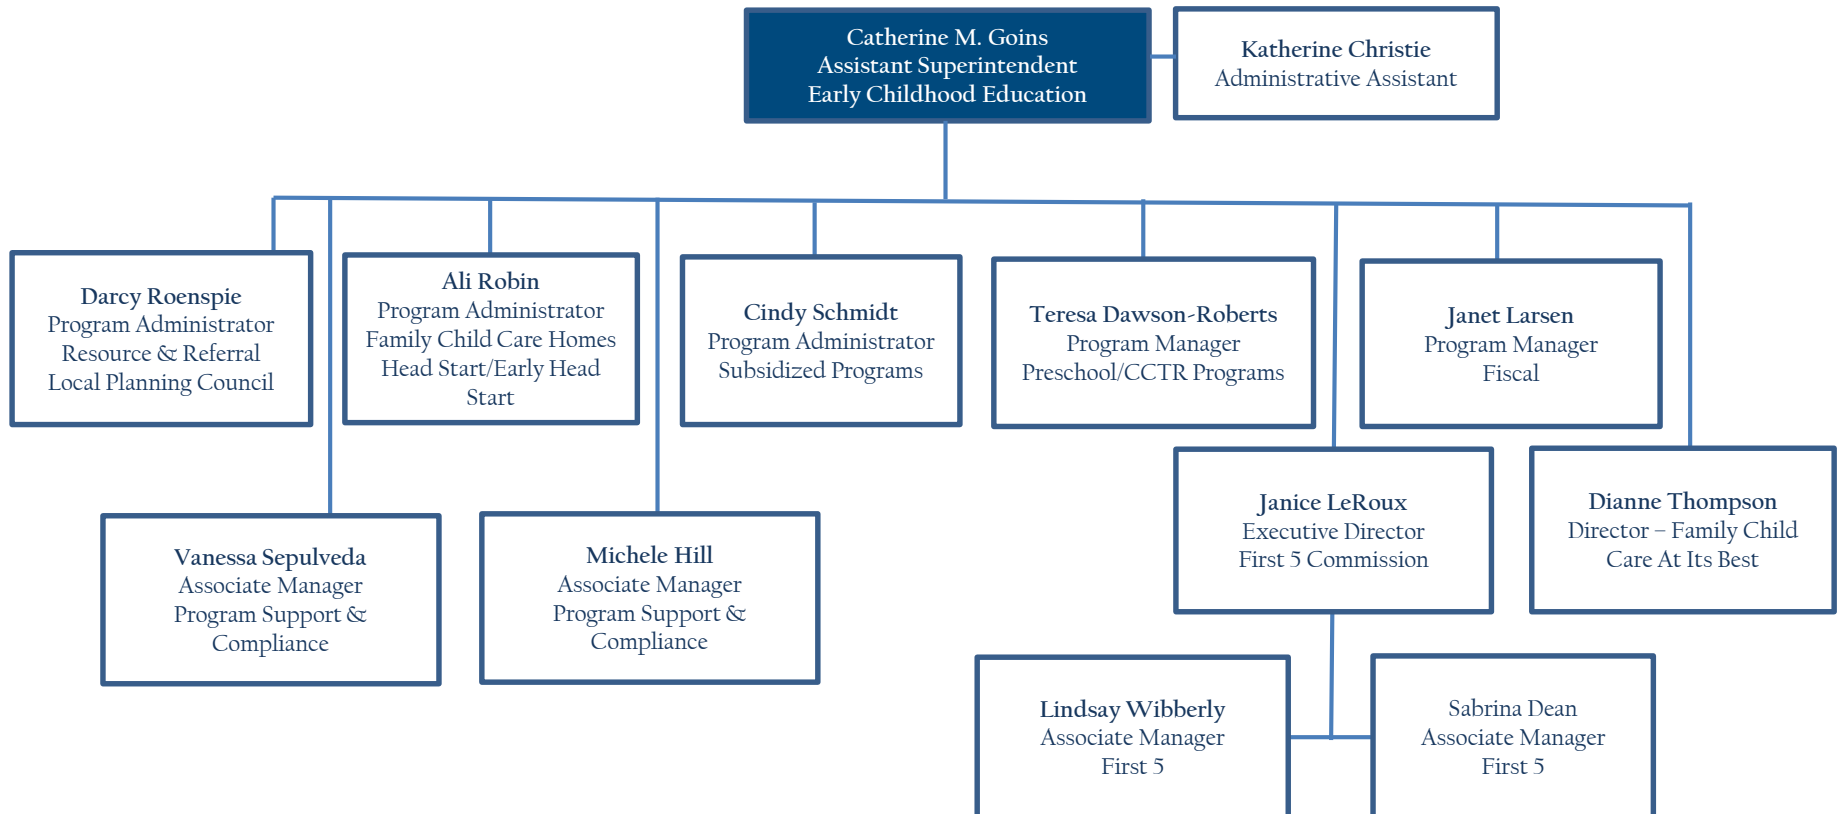 Catherine M. Goins
Assistant Superintendent
Early Childhood Education
Katherine Christie
Administrative Assistant
Darcy Roenspie
Program Administrator
Resource & Referral
Local Planning Council
Ali Robin
Program Administrator
Family Child Care Homes
Head Start/Early Head
Start
Cindy Schmidt
Program Administrator
Subsidized Programs
Teresa Dawson-Roberts
Program Manager
Preschool/CCTR Programs
Janet Larsen
Program Manager
Fiscal
Vanessa Sepulveda
Associate Manager
Program Support &
Compliance
Michele Hill
Associate Manager
Program Support &
Compliance
Janice LeRoux
Executive Director
First 5 Commission
Dianne Thompson
Director – Family Child
Care At Its Best
Lindsay Wibberly
Associate Manager
First 5
Sabrina Dean
Associate Manager
First 5